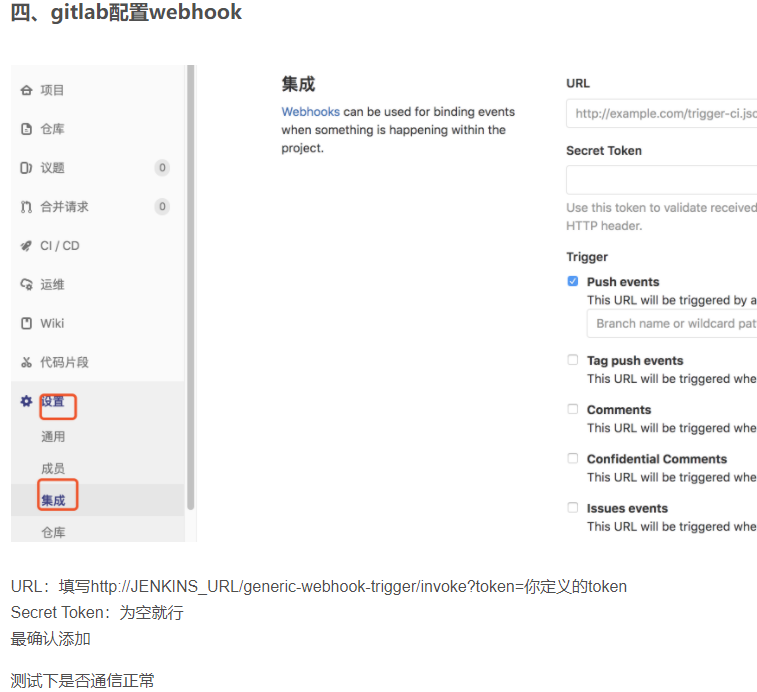 四、gitlab配置webhook
项目
仓库
议题 0
合并请求 0
CI / CD
运维
Wiki
代码片段
设置
通用
成员
集成
仓库
集成
Webhooks can be used for binding events
when something is happening within the
project.
URL
http://example.com/trigger-ci.jso
Secret Token
Use this token to validate received
HTTP header.
Trigger
Push events
This URL will be triggered by a
Branch name or wildcard pat
Tag push events
This URL will be triggered whe
Comments
This URL will be triggered whe
Confidential Comments
This URL will be triggered whe
Issues events
This URL will be triggered whe
URL：填写http://JENKINS_URL/generic-webhook-trigger/invoke?token=你定义的token
Secret Token：为空就行
最确认添加
测试下是否通信正常